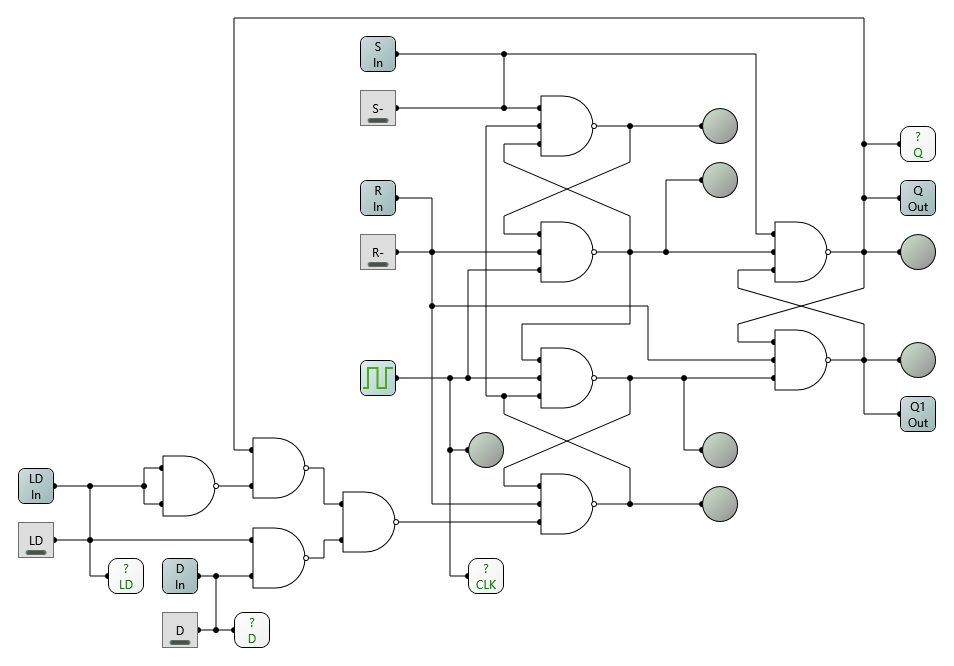 S
In
S-
?
Q
R
In
Q
Out
R-
Q1
Out
LD
In
LD
?
LD
D
In
?
CLK
D
?
D